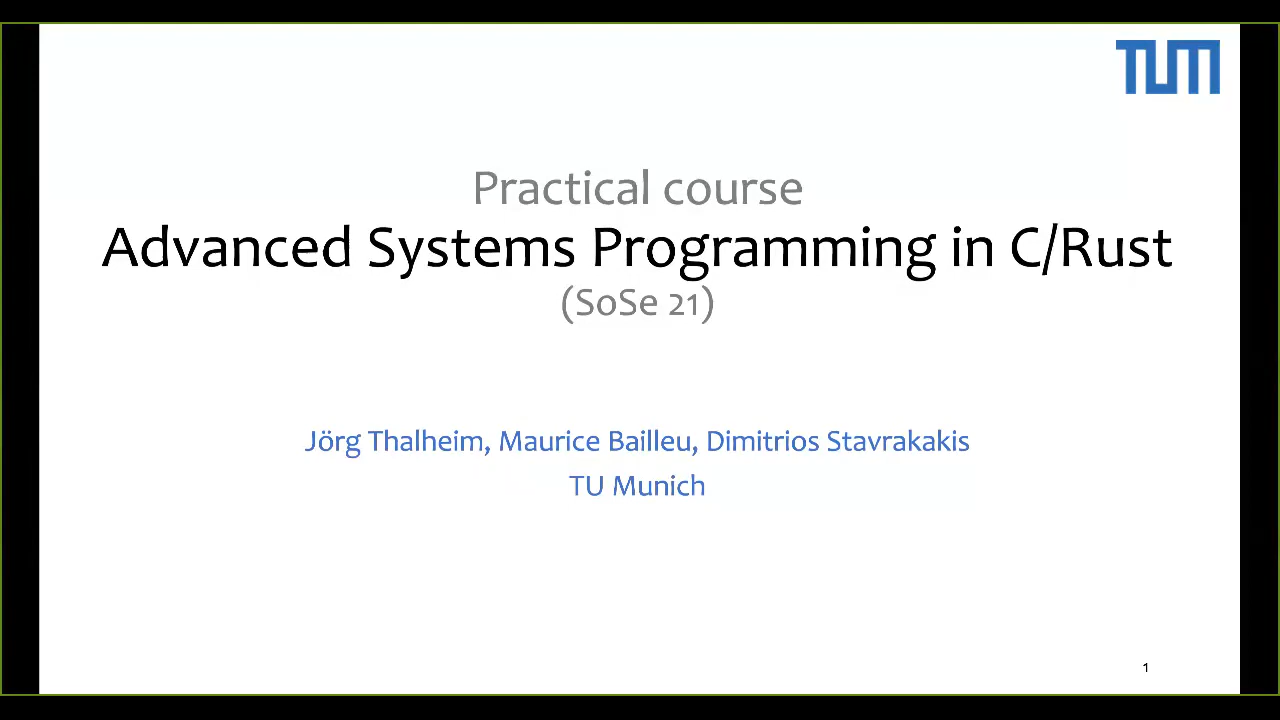 TUM
Practical course
Advanced Systems Programming in C/Rust
(SoSe 21)
Jörg Thalheim, Maurice Bailleu, Dimitrios Stavrakakis
TU Munich
1